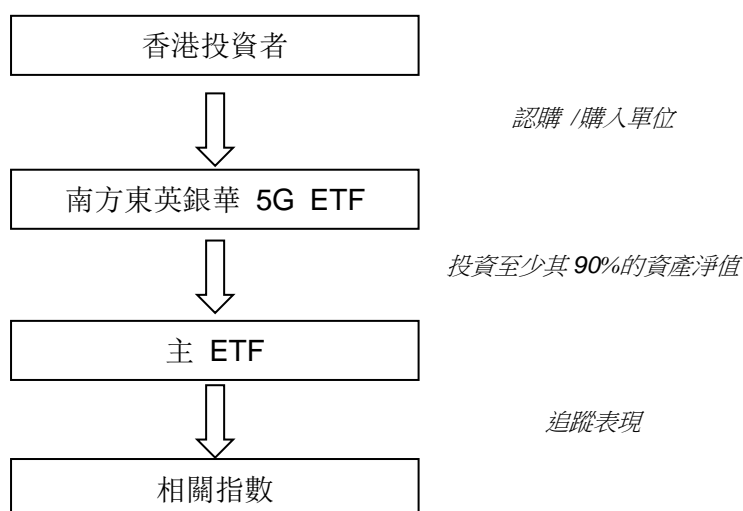 香港投資者
認購 /購入單位
南方東英銀華 5G ETF
投資至少其 90%的資產淨值
主 ETF
追蹤表現
相關指數